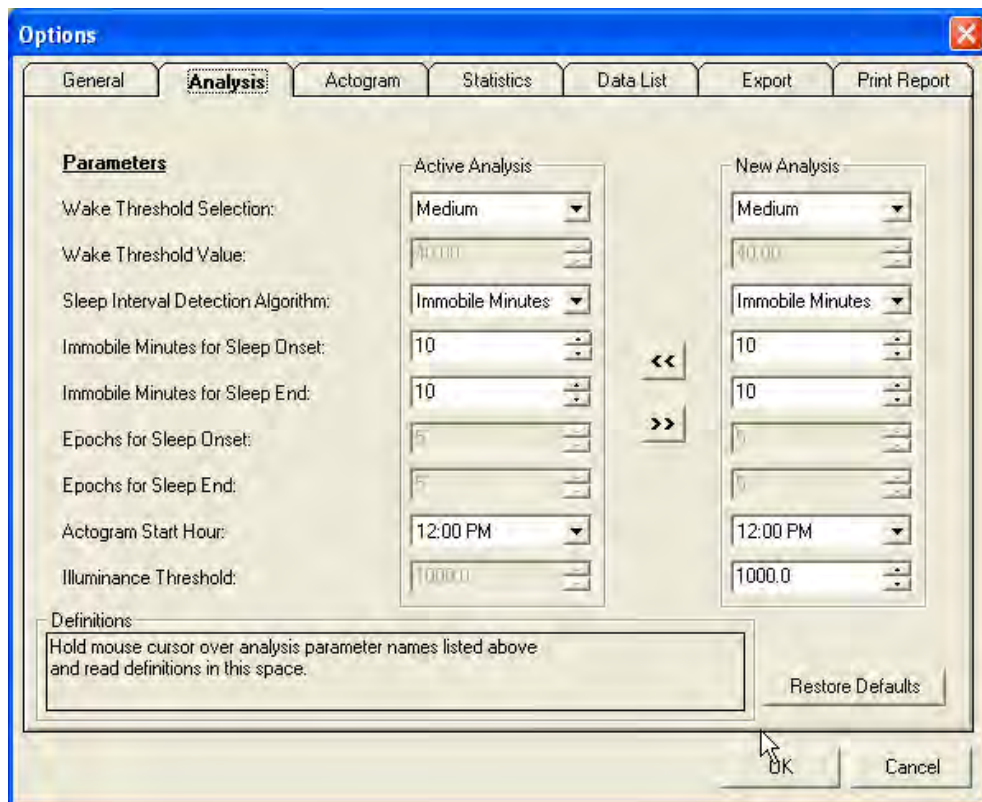 Options
General Analysis Actogram Statistics Data List Export Print Report
Parameters Active Analysis New Analysis
Wake Threshold Selection: Medium Medium
Wake Threshold Value: 40.00 40.00
Sleep Interval Detection Algorithm: Immobile Minutes Immobile Minutes
Immobile Minutes for Sleep Onset: 10 << 10
Immobile Minutes for Sleep End: 10 10
>>
Epochs for Sleep Onset: 5 5
Epochs for Sleep End: 5 5
Actogram Start Hour: 12:00 PM 12:00 PM
Illuminance Threshold: 1000.0 1000.0
Definitions
Hold mouse cursor over analysis parameter names listed above
and read definitions in this space.
Restore Defaults
OK Cancel